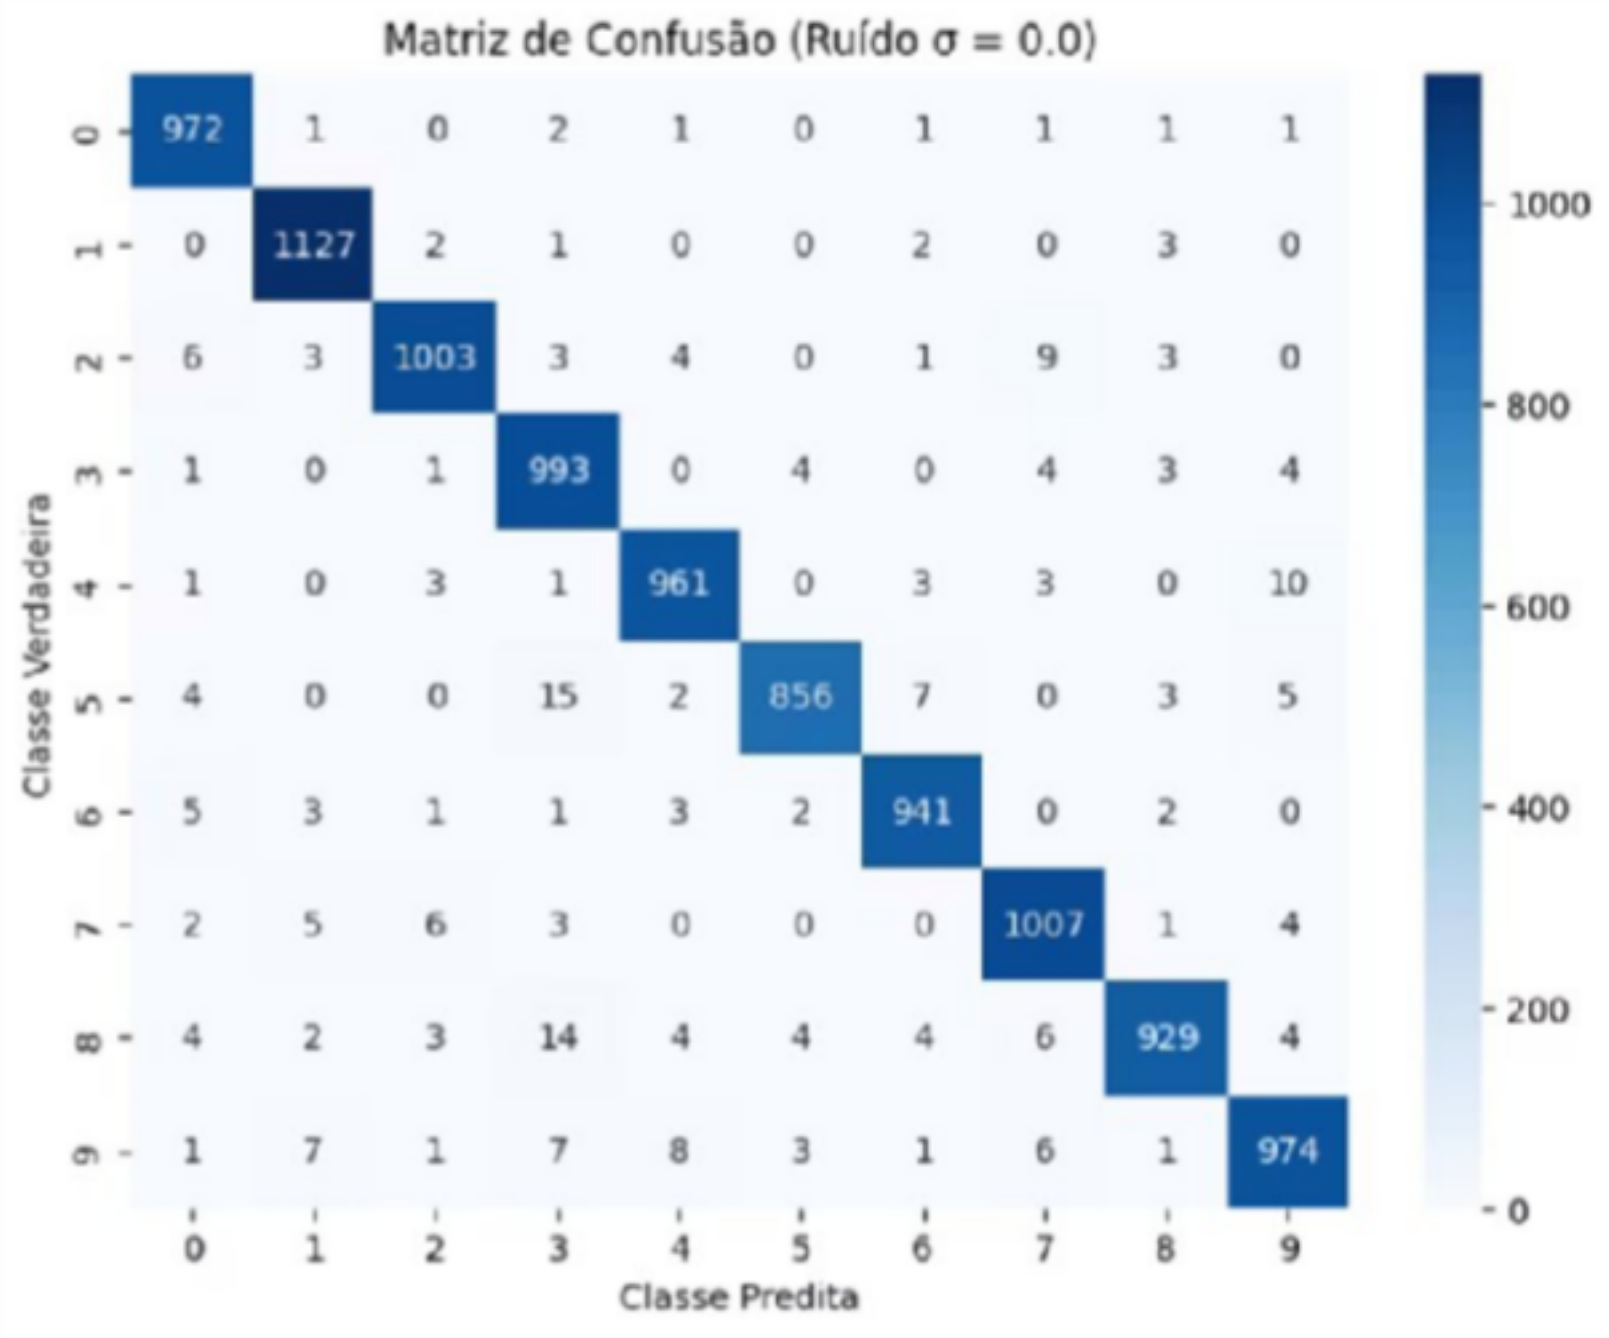 Matriz de Confusão (Ruído σ = 0.0)
0 972 1 0 2 1 0 1 1 1 1
1 0 1127 2 1 0 0 2 0 3 0
2 6 3 1003 3 4 0 1 9 3 0
3 1 0 1 993 0 4 0 4 3 4
4 1 0 3 1 961 0 3 3 0 10
5 4 0 0 15 2 856 7 0 3 5
6 5 3 1 1 3 2 941 0 2 0
7 2 5 6 3 0 0 0 1007 1 4
8 4 2 3 14 4 4 4 6 929 4
9 1 7 1 7 8 3 1 6 1 974
0 1 2 3 4 5 6 7 8 9
Classe Predita
Classe Verdadeira
1000
800
600
400
200
0